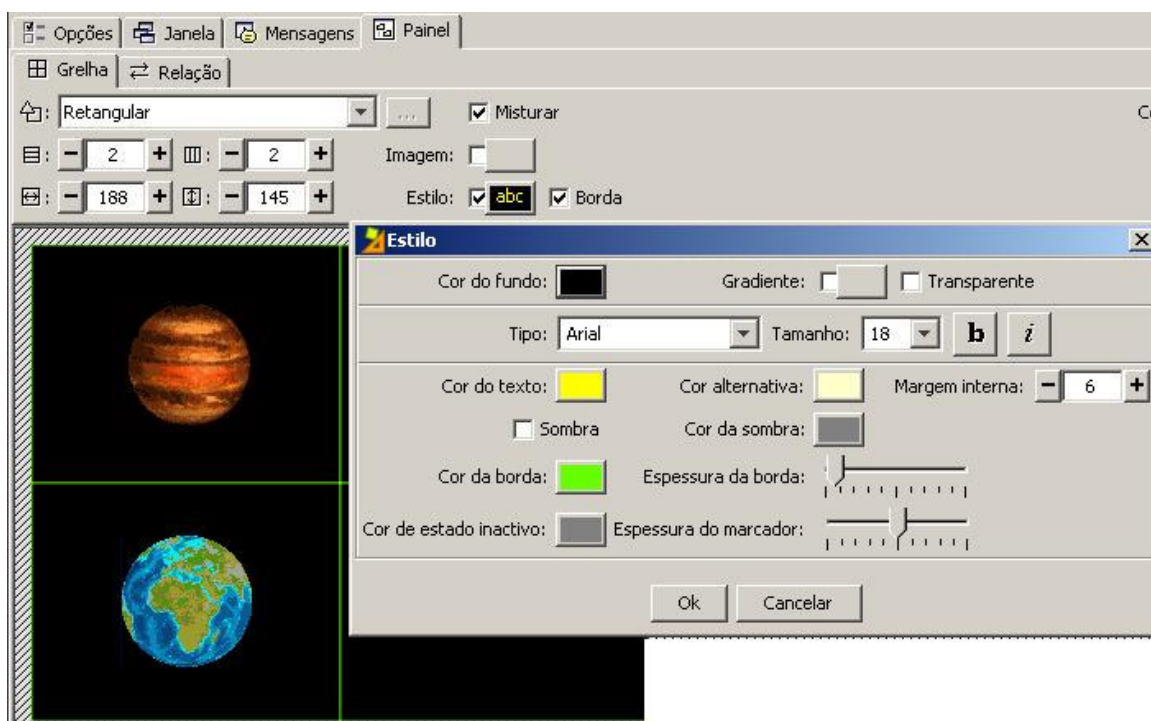 Opções Janela Mensagens Painel
Grelha Relação
: Retangular ... Misturar
: 2 : 2 Imagem:
: 188 : 145 Estilo: abc Borda
Estilo
Cor do fundo: Gradiente: Transparente
Tipo: Arial Tamanho: 18 b i
Cor do texto: Cor alternativa: Margem interna: 6
Sombra Cor da sombra:
Cor da borda: Espessura da borda:
Cor de estado inactivo: Espessura do marcador:
Ok Cancelar